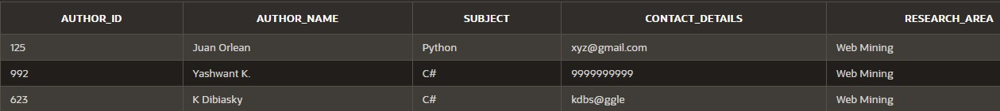 AUTHOR_ID AUTHOR_NAME SUBJECT CONTACT_DETAILS RESEARCH_AREA
125 Juan Orlean Python xyz@gmail.com Web Mining
992 Yashwant K. C# 9999999999 Web Mining
623 K Dibiasky C# kdbs@ggle Web Mining